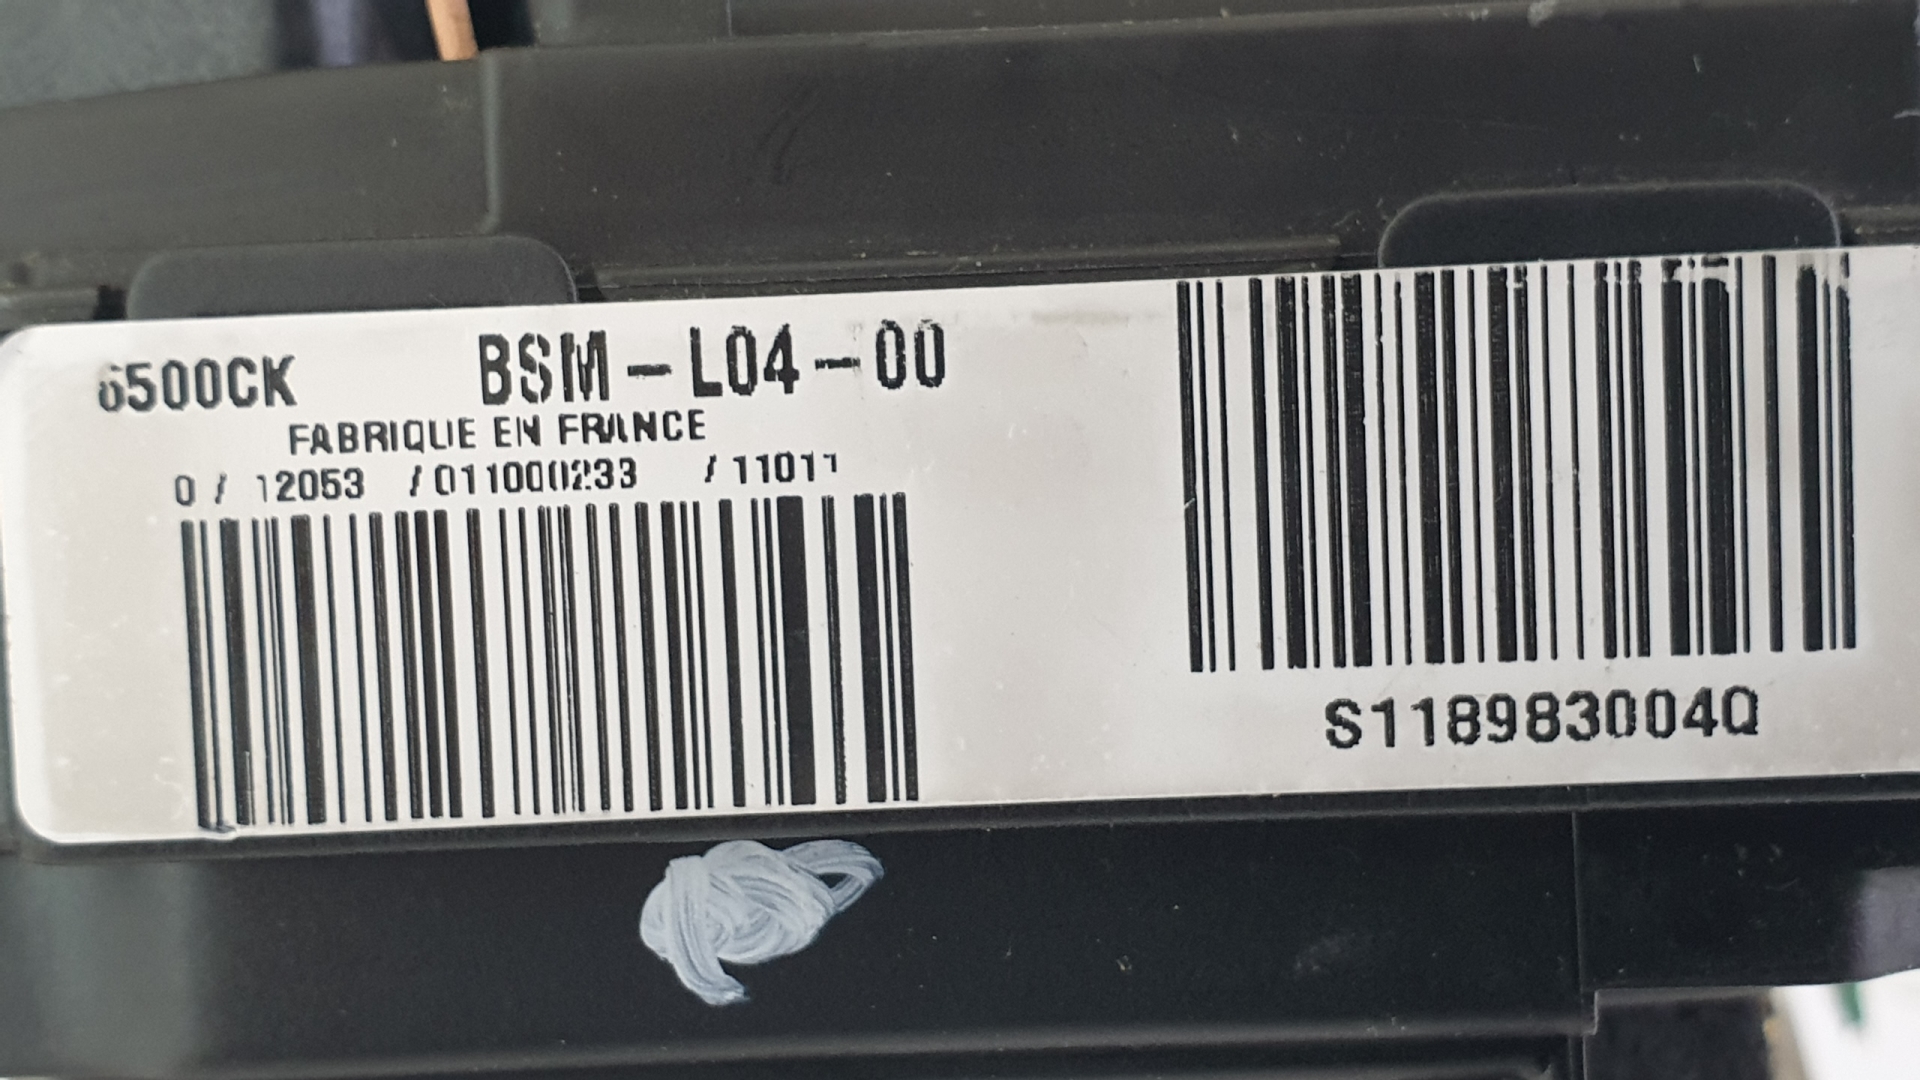 6500CK BSM-L04-00
FABRIQUE EN FRANCE
0 / 12053 / 011000233 / 11011
S118983004Q